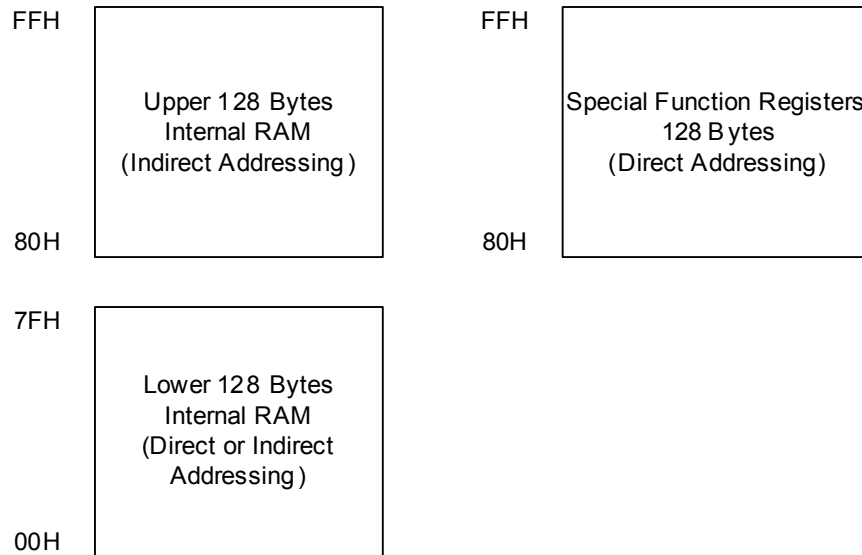 FFH
Upper 128 Bytes
Internal RAM
(Indirect Addressing)
80H
FFH
Special Function Registers
128 Bytes
(Direct Addressing)
80H
7FH
Lower 128 Bytes
Internal RAM
(Direct or Indirect
Addressing)
00H